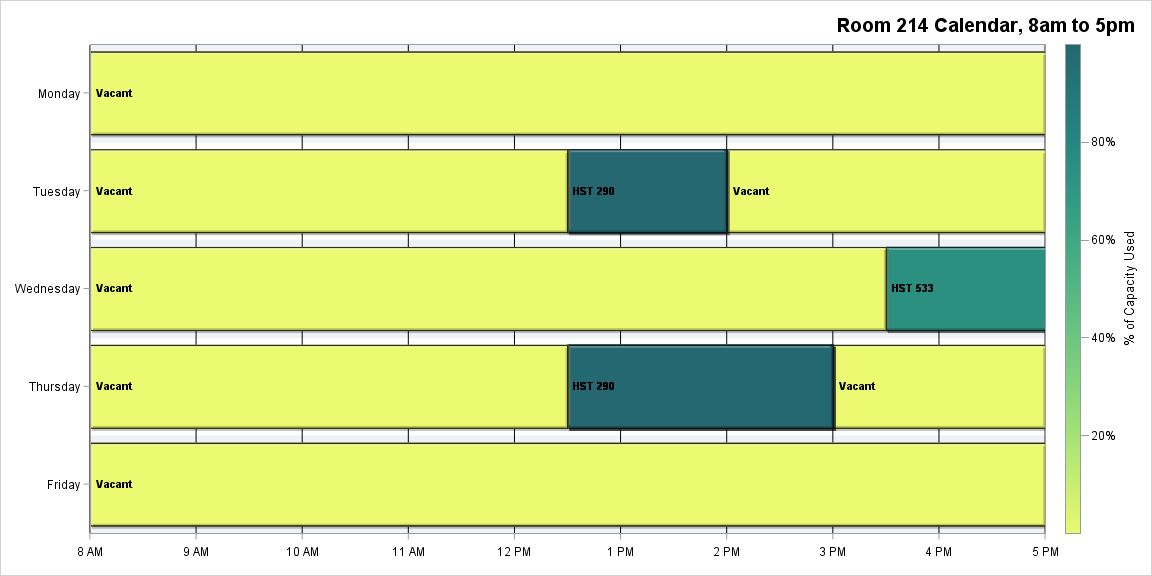 Room 214 Calendar, 8am to 5pm
Monday
Vacant
Tuesday
Vacant
HST 290
Vacant
Wednesday
Vacant
HST 533
Thursday
Vacant
HST 290
Vacant
Friday
Vacant
8 AM
9 AM
10 AM
11 AM
12 PM
1 PM
2 PM
3 PM
4 PM
5 PM
80%
60%
40%
20%
% of Capacity Used